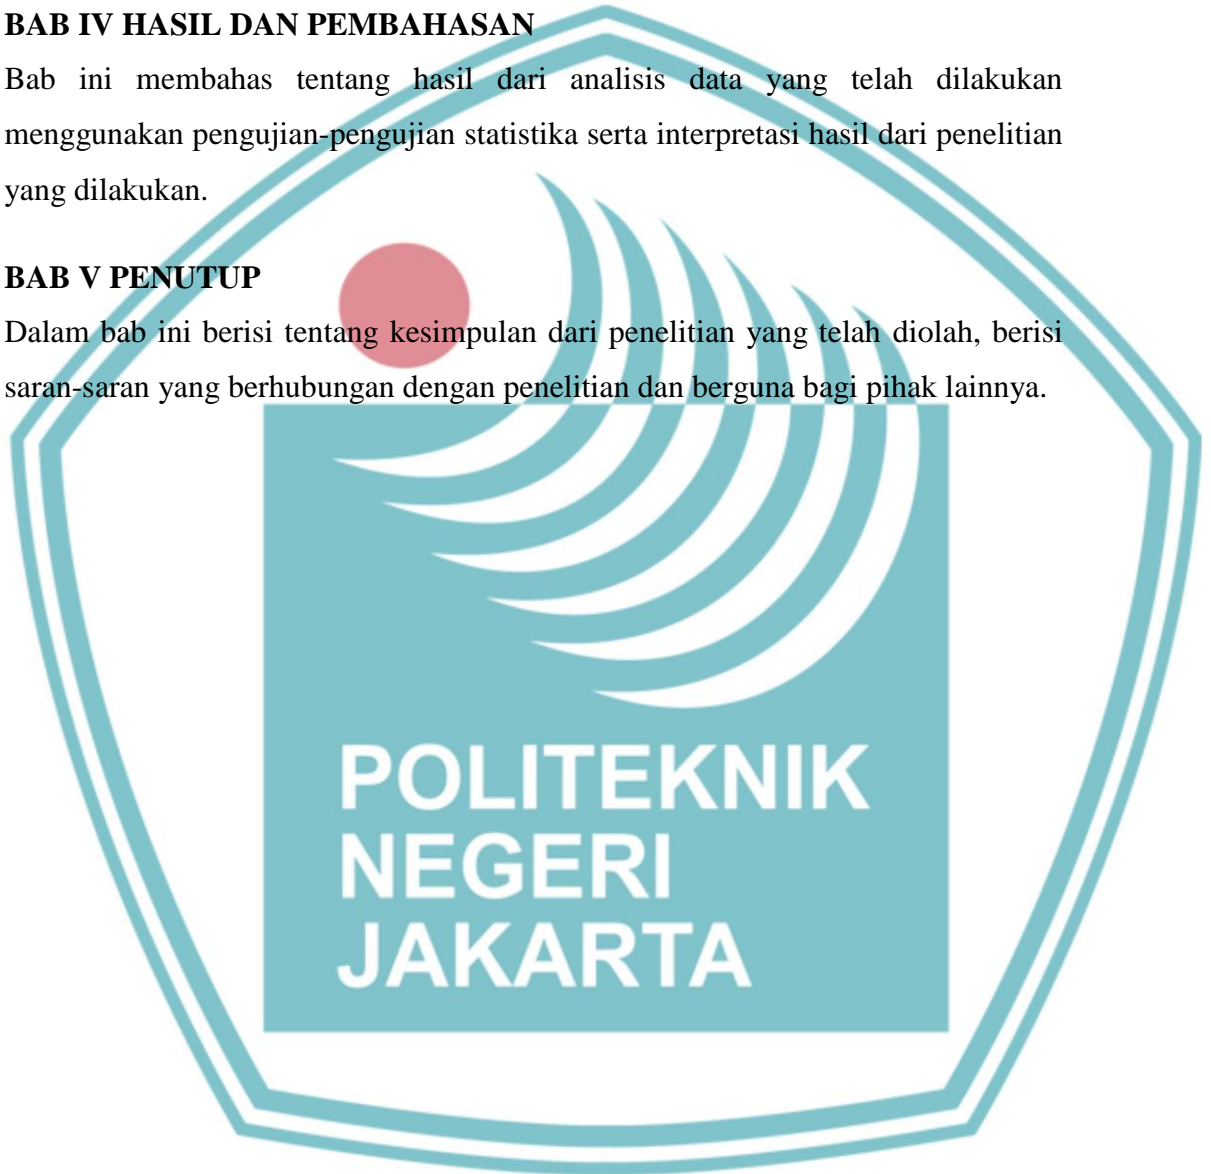 BAB IV HASIL DAN PEMBAHASAN
Bab ini membahas tentang hasil dari analisis data yang telah dilakukan
menggunakan pengujian-pengujian statistika serta interpretasi hasil dari penelitian
yang dilakukan.
BAB V PENUTUP
Dalam bab ini berisi tentang kesimpulan dari penelitian yang telah diolah, berisi
saran-saran yang berhubungan dengan penelitian dan berguna bagi pihak lainnya.
POLITEKNIK
NEGERI
JAKARTA